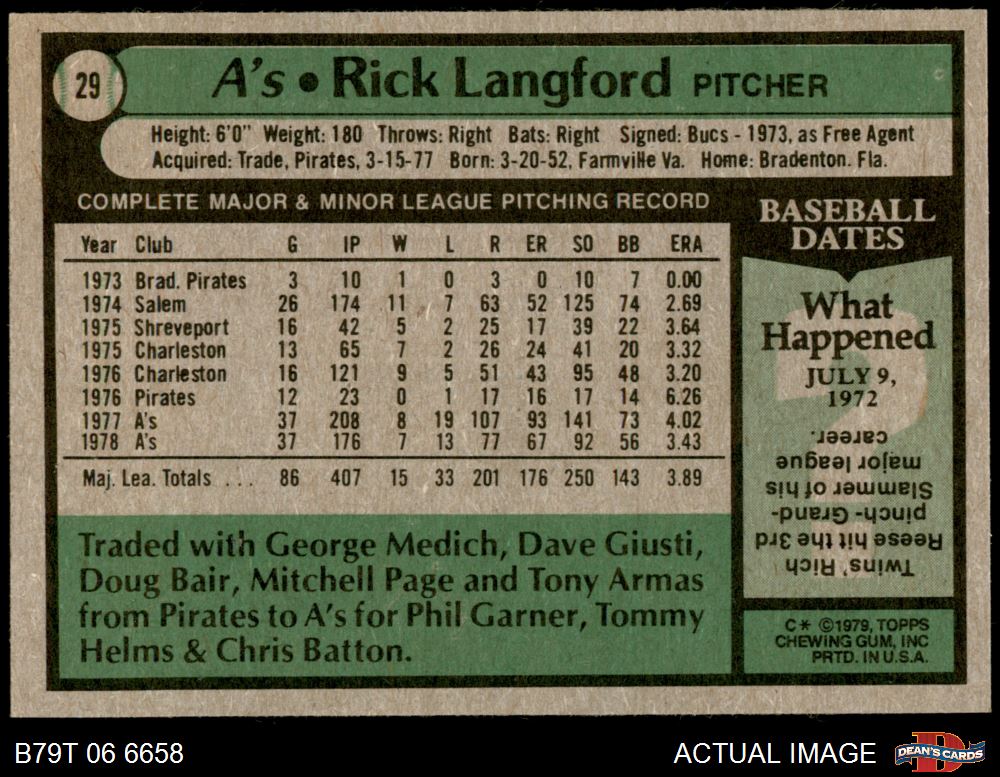 29
A's • Rick Langford PITCHER
Height: 6'0" Weight: 180 Throws: Right Bats: Right Signed: Bucs - 1973, as Free Agent
Acquired: Trade, Pirates, 3-15-77 Born: 3-20-52, Farmville Va. Home: Bradenton. Fla.
COMPLETE MAJOR & MINOR LEAGUE PITCHING RECORD
Year Club G IP W L R ER SO BB ERA
1973 Brad. Pirates 3 10 1 0 3 0 10 7 0.00
1974 Salem 26 174 11 7 63 52 125 74 2.69
1975 Shreveport 16 42 5 2 25 17 39 22 3.64
1975 Charleston 13 65 7 2 26 24 41 20 3.32
1976 Charleston 16 121 9 5 51 43 95 48 3.20
1976 Pirates 12 23 0 1 17 16 17 14 6.26
1977 A's 37 208 8 19 107 93 141 73 4.02
1978 A's 37 176 7 13 77 67 92 56 3.43
Maj. Lea. Totals ... 86 407 15 33 201 176 250 143 3.89
Traded with George Medich, Dave Giusti,
Doug Bair, Mitchell Page and Tony Armas
from Pirates to A's for Phil Garner, Tommy
Helms & Chris Batton.
BASEBALL
DATES
What
Happened
JULY 9,
1972
Twins' Rich
Reese hit the 3rd
pinch-Grand-
Slammer of his
major league
career.
C* ©1979, TOPPS
CHEWING GUM, INC
PRTD. IN U.S.A.
B79T 06 6658
ACTUAL IMAGE
D
DEAN'S CARDS